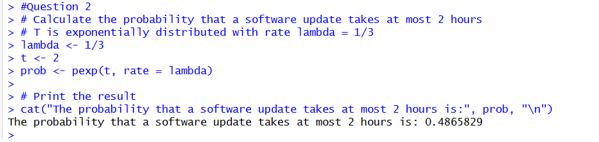 > #Question 2
> # Calculate the probability that a software update takes at most 2 hours
> # T is exponentially distributed with rate lambda = 1/3
> lambda <- 1/3
> t <- 2
> prob <- pexp(t, rate = lambda)
>
> # Print the result
> cat("The probability that a software update takes at most 2 hours is:", prob, "\n")
The probability that a software update takes at most 2 hours is: 0.4865829
>